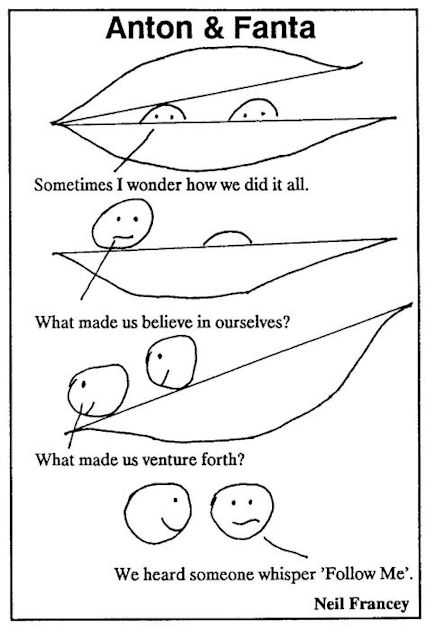 Anton & Fanta
Sometimes I wonder how we did it all.
What made us believe in ourselves?
What made us venture forth?
We heard someone whisper 'Follow Me'.
Neil Francey